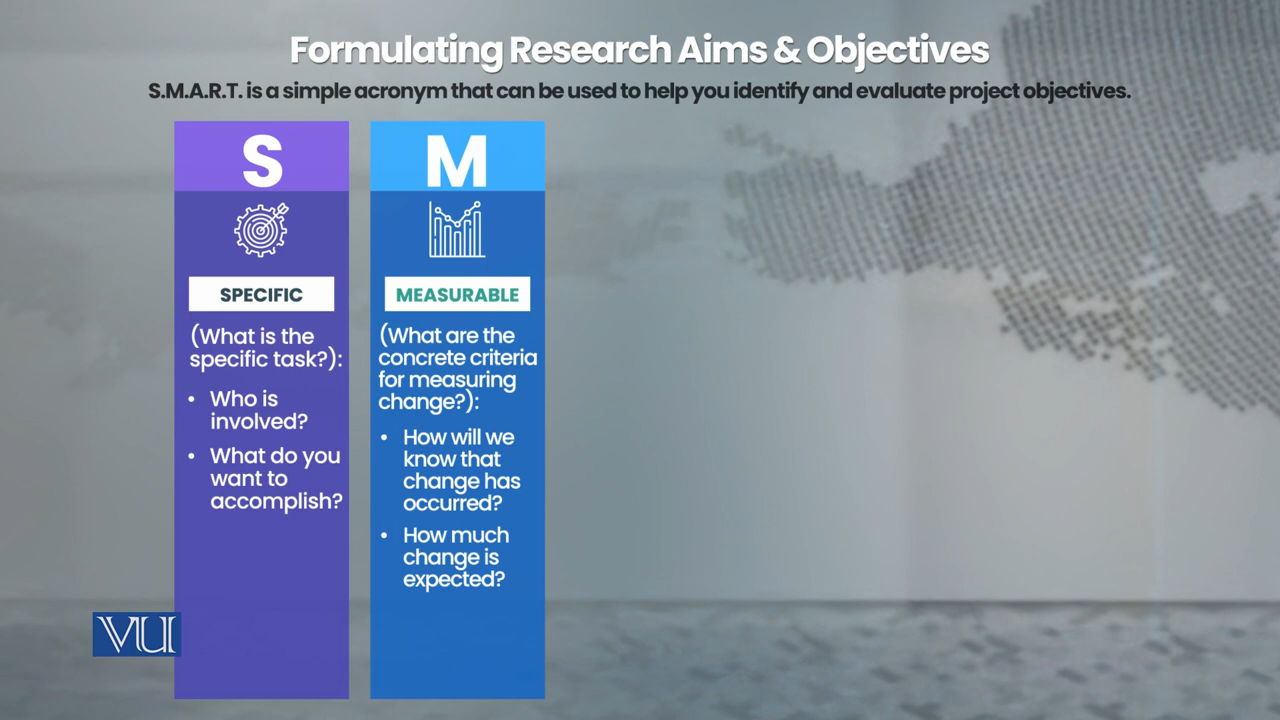 Formulating Research Aims & Objectives
S.M.A.R.T. is a simple acronym that can be used to help you identify and evaluate project objectives.
S
SPECIFIC
(What is the
specific task?):
• Who is
involved?
• What do you
want to
accomplish?
M
MEASURABLE
(What are the
concrete criteria
for measuring
change?):
• How will we
know that
change has
occurred?
• How much
change is
expected?
VU